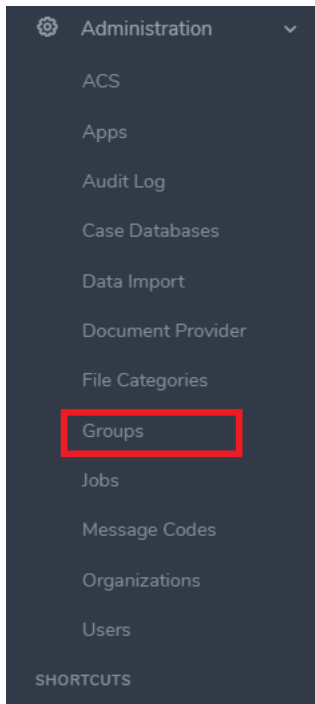 Administration
ACS
Apps
Audit Log
Case Databases
Data Import
Document Provider
File Categories
Groups
Jobs
Message Codes
Organizations
Users
SHORTCUTS